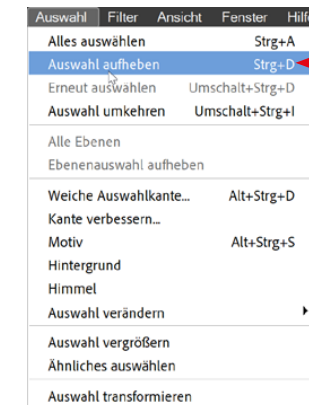 Auswahl Filter Ansicht Fenster Hilfe
Alles auswählen Strg+A
Auswahl aufheben Strg+D
Erneut auswählen Umschalt+Strg+D
Auswahl umkehren Umschalt+Strg+I
Alle Ebenen
Ebenenauswahl aufheben
Weiche Auswahlkante... Alt+Strg+D
Kante verbessern...
Motiv Alt+Strg+S
Hintergrund
Himmel
Auswahl verändern
Auswahl vergrößern
Ähnliches auswählen
Auswahl transformieren